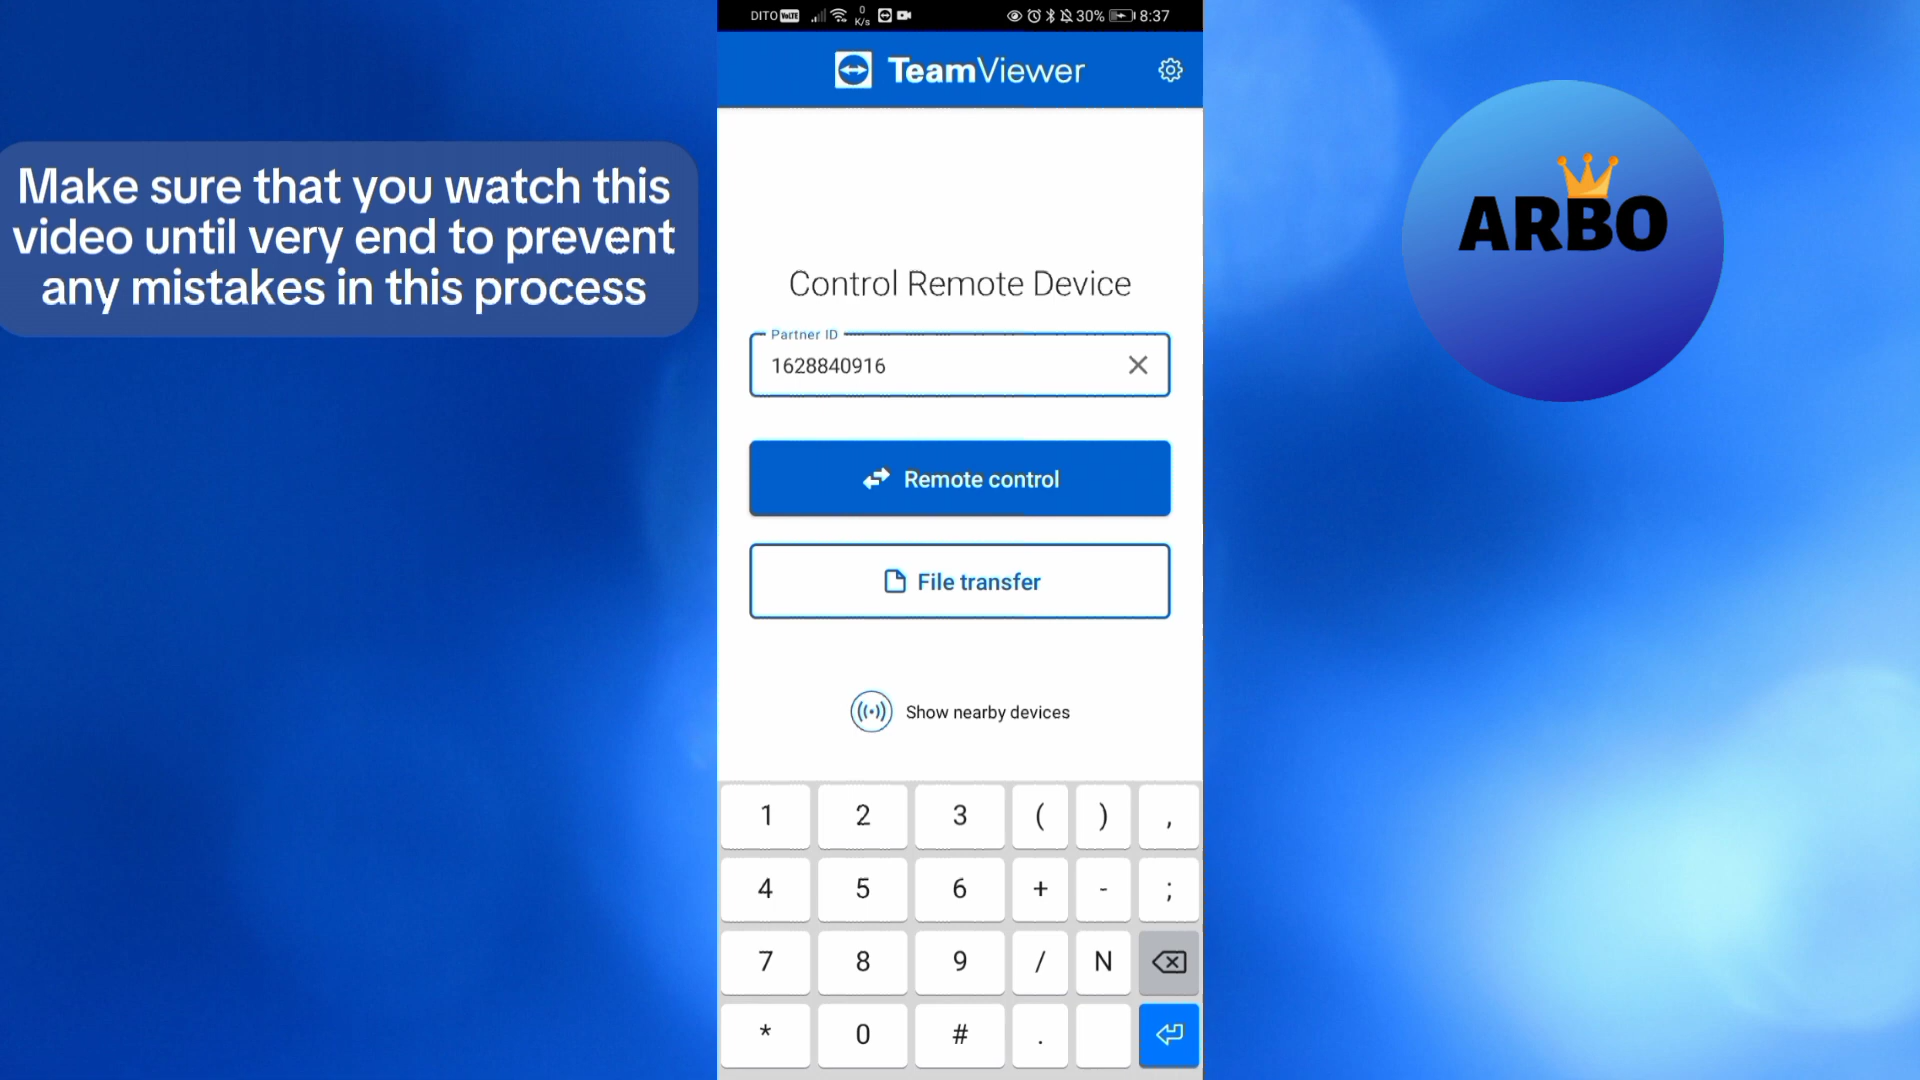 DITO VoLTE 0 K/s 30% 8:37
TeamViewer
Make sure that you watch this
video until very end to prevent
any mistakes in this process
ARBO
Control Remote Device
Partner ID
1628840916
Remote control
File transfer
Show nearby devices
1 2 3 ( ) ,
4 5 6 + - ;
7 8 9 / N
* 0 # .